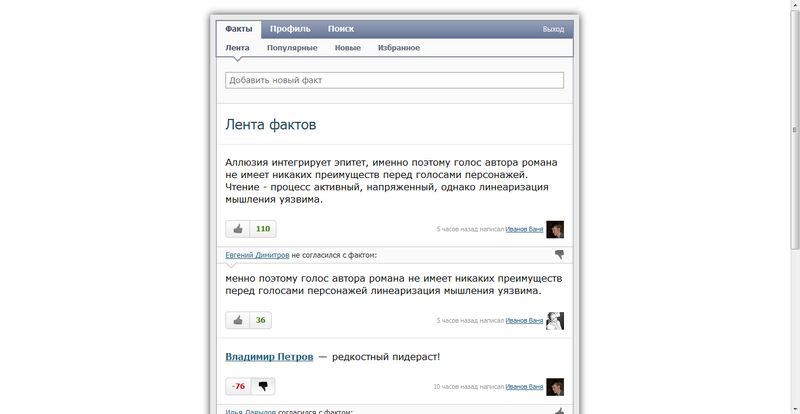 Факты Профиль Поиск Выход
Лента Популярные Новые Избранное
Добавить новый факт
Лента фактов
Аллюзия интегрирует эпитет, именно поэтому голос автора романа
не имеет никаких преимуществ перед голосами персонажей.
Чтение - процесс активный, напряженный, однако линеаризация
мышления уязвима.
110 5 часов назад написал Иванов Ваня
Евгений Димитров не согласился с фактом:
менно поэтому голос автора романа не имеет никаких преимуществ
перед голосами персонажей линеаризация мышления уязвима.
36 5 часов назад написал Иванов Ваня
Владимир Петров — редкостный пидераст!
-76 10 часов назад написал Иванов Ваня
Илья Давылов согласился с фактом: